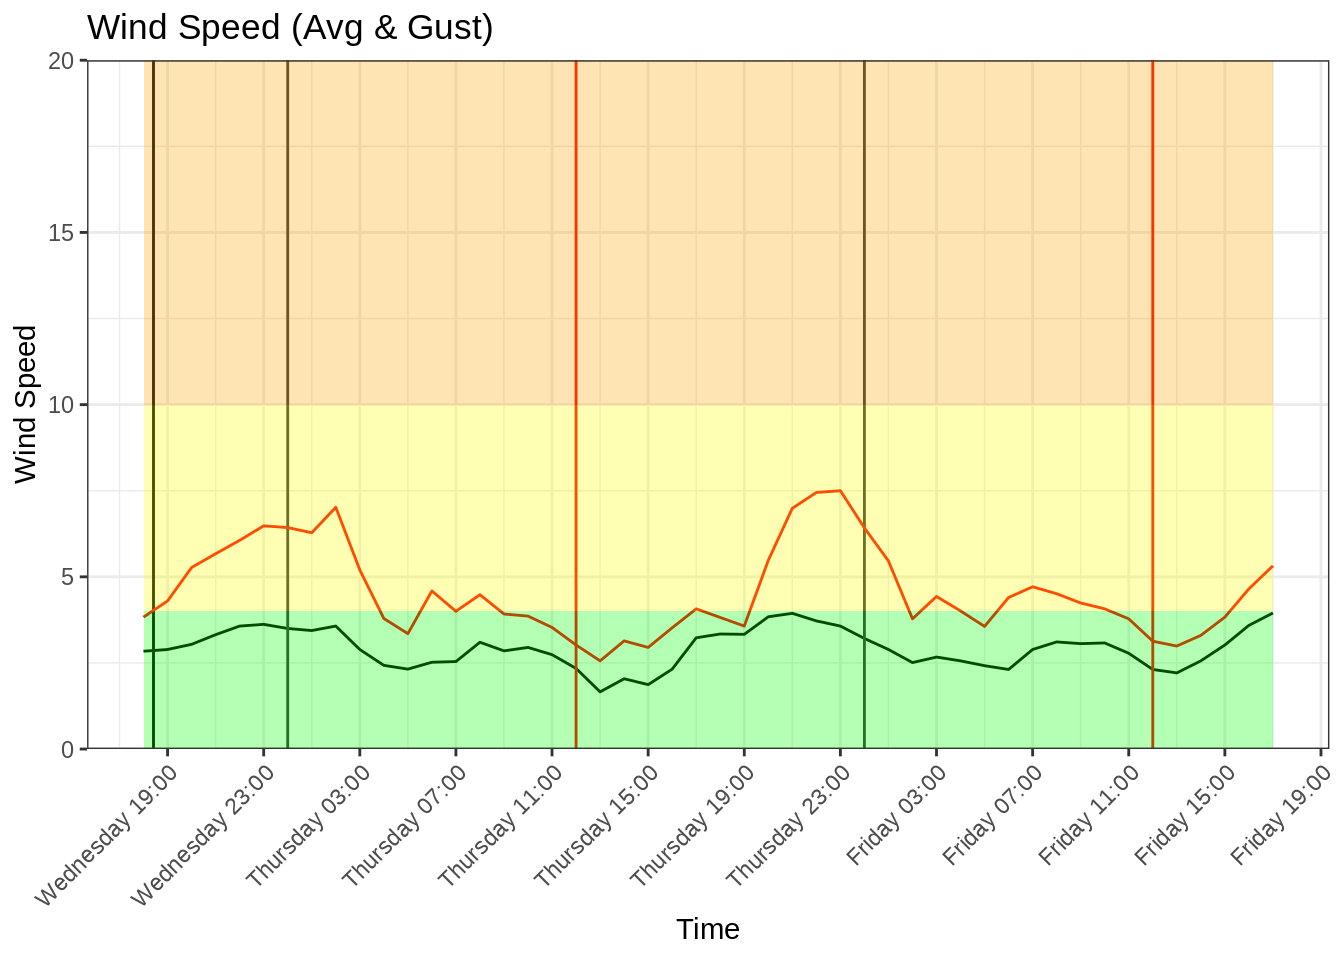 Wind Speed (Avg & Gust)
20
15
10
5
0
Wind Speed
Wednesday 19:00
Wednesday 23:00
Thursday 03:00
Thursday 07:00
Thursday 11:00
Thursday 15:00
Thursday 19:00
Thursday 23:00
Friday 03:00
Friday 07:00
Friday 11:00
Friday 15:00
Friday 19:00
Time